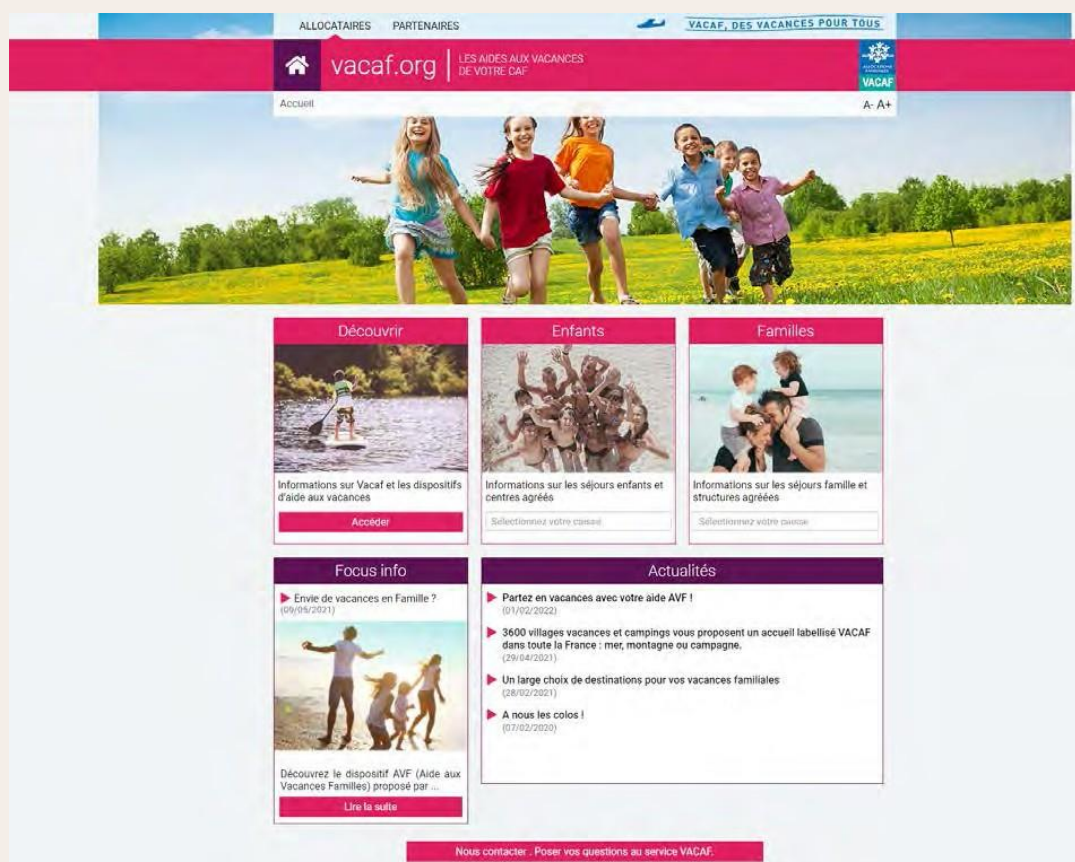 ALLOCATAIRES PARTENAIRES
VACAF, DES VACANCES POUR TOUS
vacaf.org
LES AIDES AUX VACANCES
DE VOTRE CAF
VACAF
Accueil
A- A+
Découvrir
Informations sur Vacaf et les dispositifs
d'aide aux vacances
Accéder
Enfants
Informations sur les séjours enfants et
centres agréés
Sélectionnez votre caisse
Familles
Informations sur les séjours famille et
structures agréées
Sélectionnez votre caisse
Focus info
Envie de vacances en Famille ?
(09/05/2021)
Découvrez le dispositif AVF (Aide aux
Vacances Familles) proposé par ...
Lire la suite
Actualités
Partez en vacances avec votre aide AVF !
(01/02/2022)
3600 villages vacances et campings vous proposent un accueil labellisé VACAF
dans toute la France : mer, montagne ou campagne.
(29/04/2021)
Un large choix de destinations pour vos vacances familiales
(28/02/2021)
A nous les colos !
(07/02/2020)
Nous contacter . Poser vos questions au service VACAF.